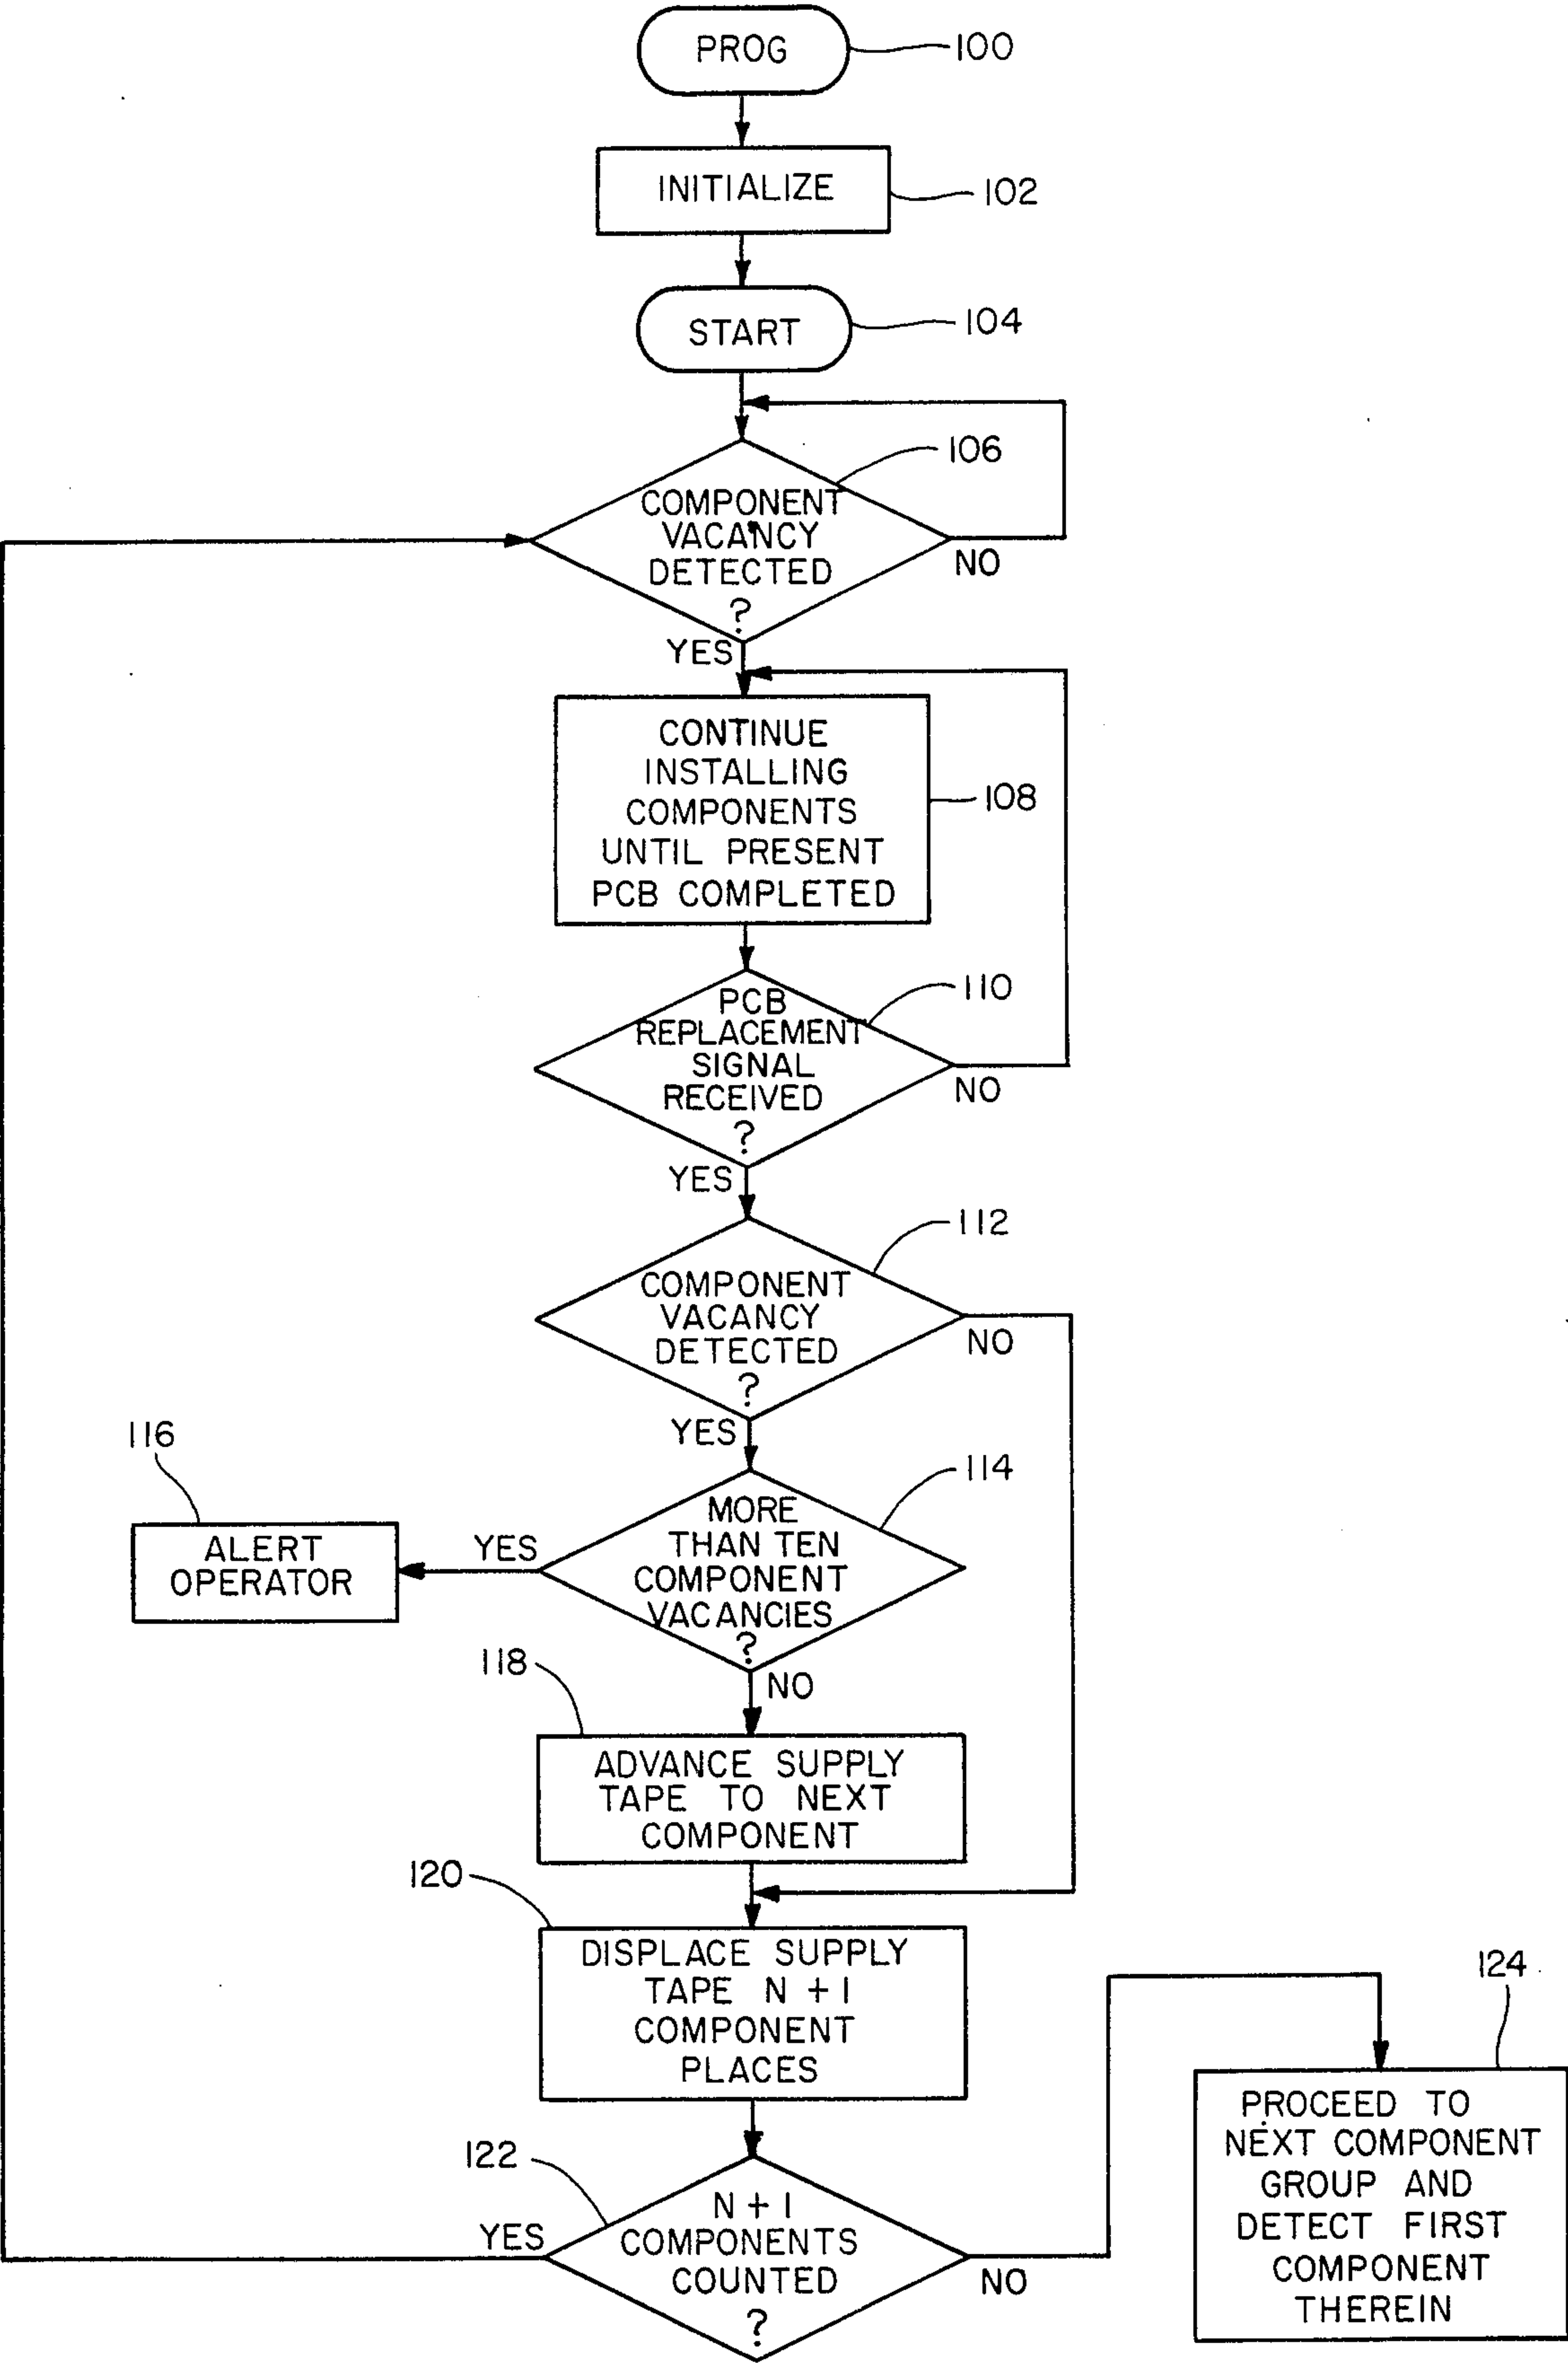 PROG
100
INITIALIZE
102
START
104
106
COMPONENT
VACANCY
DETECTED
?
NO
YES
CONTINUE
INSTALLING
COMPONENTS
UNTIL PRESENT
PCB COMPLETED
108
110
PCB
REPLACEMENT
SIGNAL
RECEIVED
?
NO
YES
112
COMPONENT
VACANCY
DETECTED
?
NO
YES
114
116
MORE
THAN TEN
COMPONENT
VACANCIES
?
YES
ALERT
OPERATOR
NO
118
ADVANCE SUPPLY
TAPE TO NEXT
COMPONENT
120
DISPLACE SUPPLY
TAPE N + 1
COMPONENT
PLACES
122
N + 1
COMPONENTS
COUNTED
?
YES
NO
124
PROCEED TO
NEXT COMPONENT
GROUP AND
DETECT FIRST
COMPONENT
THEREIN